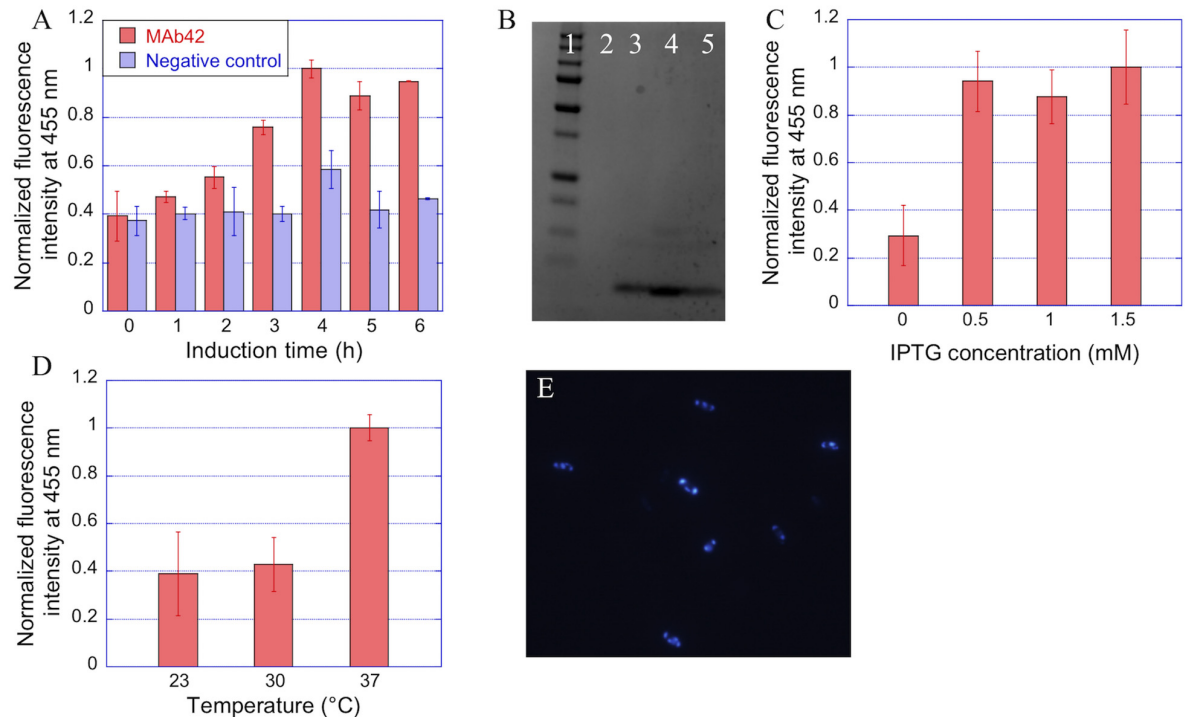 A
Normalized fluorescence
intensity at 455 nm
1.2
1
0.8
0.6
0.4
0.2
0
MAb42
Negative control
0 1 2 3 4 5 6
Induction time (h)
B
1 2 3 4 5
C
Normalized fluorescence
intensity at 455 nm
1.2
1
0.8
0.6
0.4
0.2
0
0 0.5 1 1.5
IPTG concentration (mM)
D
Normalized fluorescence
intensity at 455 nm
1.2
1
0.8
0.6
0.4
0.2
0
23 30 37
Temperature (°C)
E